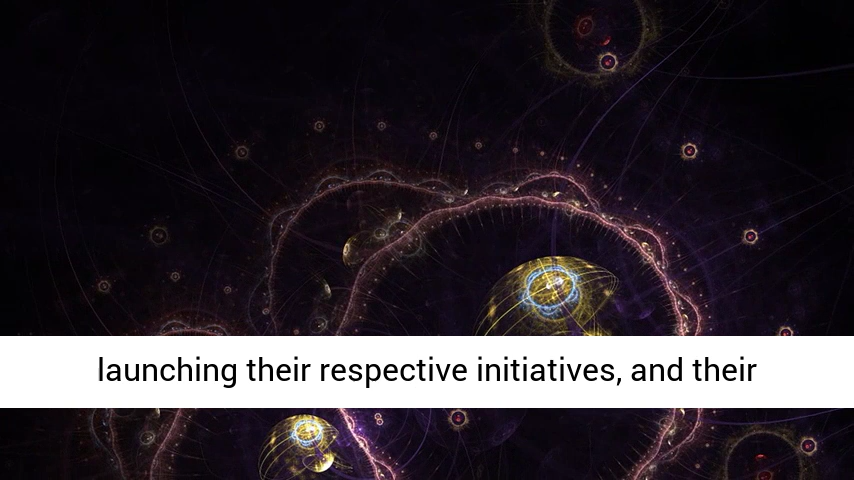 launching their respective initiatives, and their